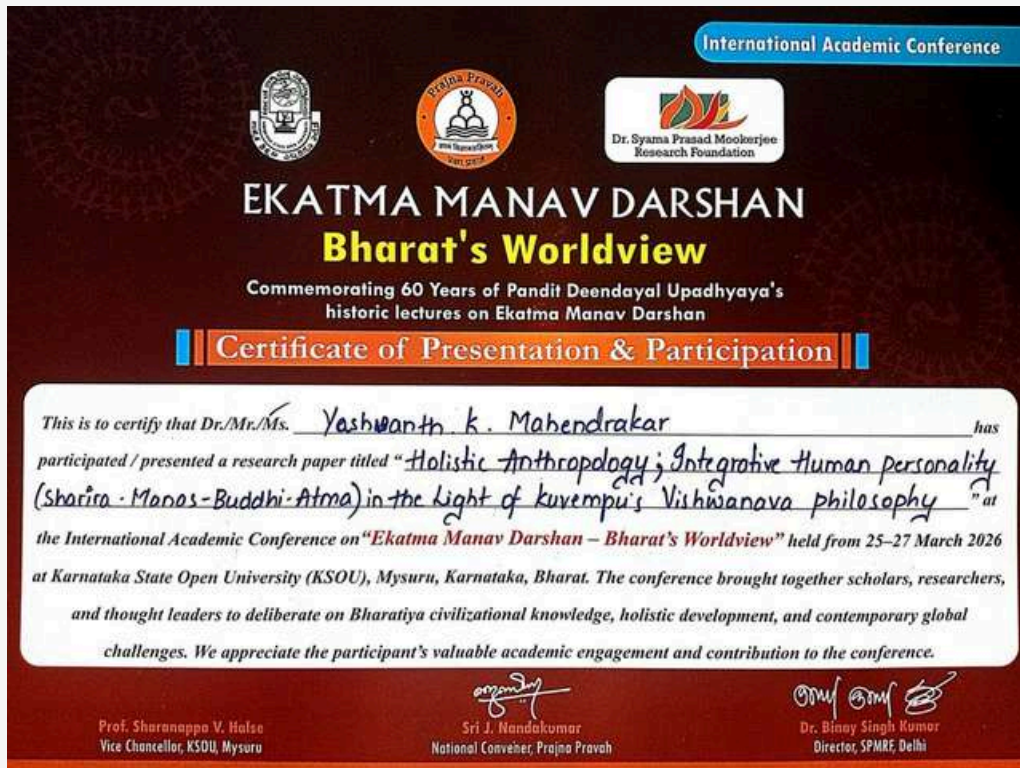 International Academic Conference
Prajna Pravah
Dr. Syama Prasad Mookerjee
Research Foundation
EKATMA MANAV DARSHAN
Bharat's Worldview
Commemorating 60 Years of Pandit Deendayal Upadhyaya's
historic lectures on Ekatma Manav Darshan
Certificate of Presentation & Participation
This is to certify that Dr./Mr./Ms. Yashwanth. K. Mahendrakar has
participated / presented a research paper titled "Holistic Anthropology; Integrative Human personality
(Sharira - Manas-Buddhi-Atma) in the Light of Kuvempu's Vishwanava philosophy" at
the International Academic Conference on "Ekatma Manav Darshan – Bharat's Worldview" held from 25–27 March 2026
at Karnataka State Open University (KSOU), Mysuru, Karnataka, Bharat. The conference brought together scholars, researchers,
and thought leaders to deliberate on Bharatiya civilizational knowledge, holistic development, and contemporary global
challenges. We appreciate the participant's valuable academic engagement and contribution to the conference.
Prof. Sharanappa V. Halse
Vice Chancellor, KSOU, Mysuru
Sri J. Nandakumar
National Convener, Prajna Pravah
Dr. Binay Singh Kumar
Director, SPMRF, Delhi